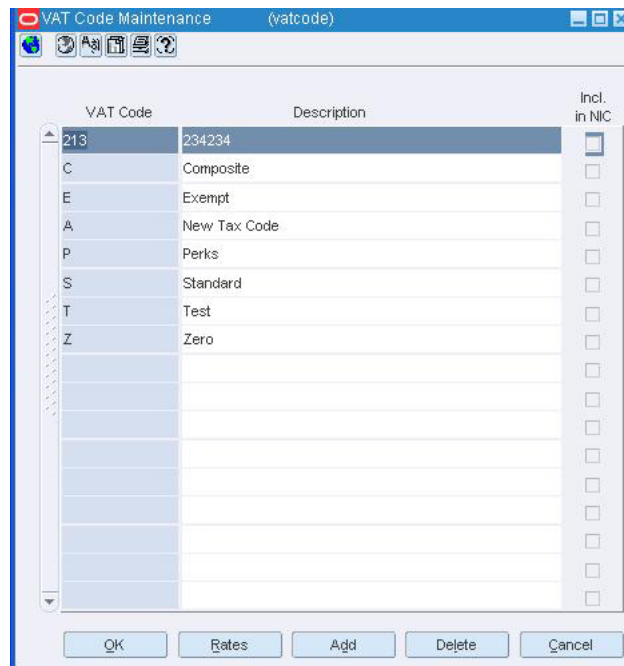 VAT Code Maintenance (vatcode)
VAT Code Description Incl. in NIC
213 234234
C Composite
E Exempt
A New Tax Code
P Perks
S Standard
T Test
Z Zero
OK Rates Add Delete Cancel